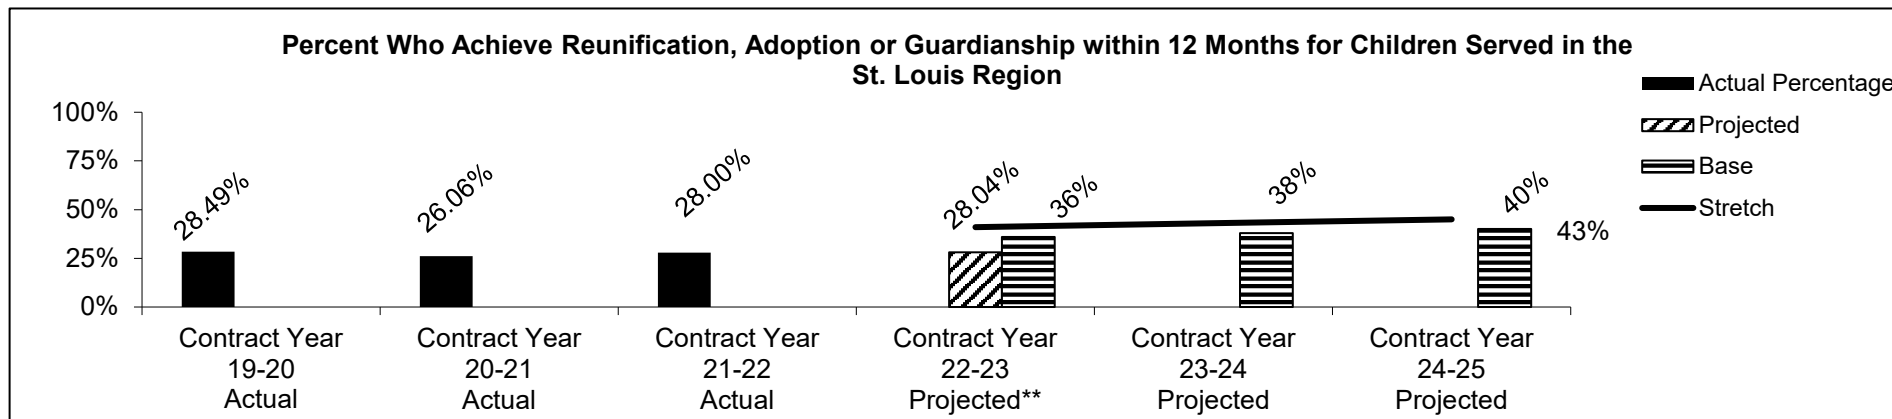 Percent Who Achieve Reunification, Adoption or Guardianship within 12 Months for Children Served in the
St. Louis Region
Actual Percentage
Projected
Base
Stretch
100%
75%
50%
25%
0%
28.49%
26.06%
28.00%
28.04%
36%
38%
40%
43%
Contract Year
19-20
Actual
Contract Year
20-21
Actual
Contract Year
21-22
Actual
Contract Year
22-23
Projected**
Contract Year
23-24
Projected
Contract Year
24-25
Projected